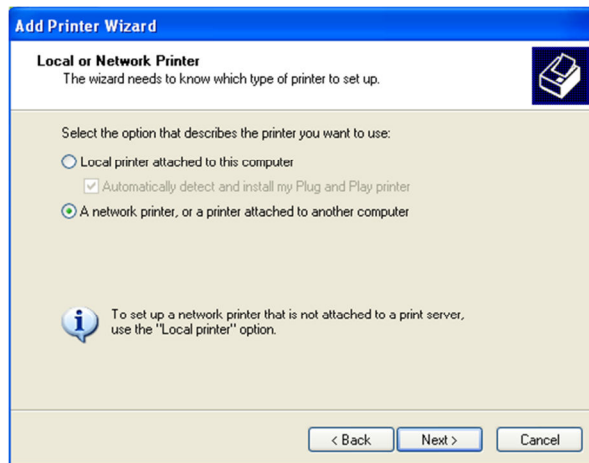 Add Printer Wizard
Local or Network Printer
The wizard needs to know which type of printer to set up.
Select the option that describes the printer you want to use:
Local printer attached to this computer
Automatically detect and install my Plug and Play printer
A network printer, or a printer attached to another computer
To set up a network printer that is not attached to a print server,
use the "Local printer" option.
< Back Next > Cancel